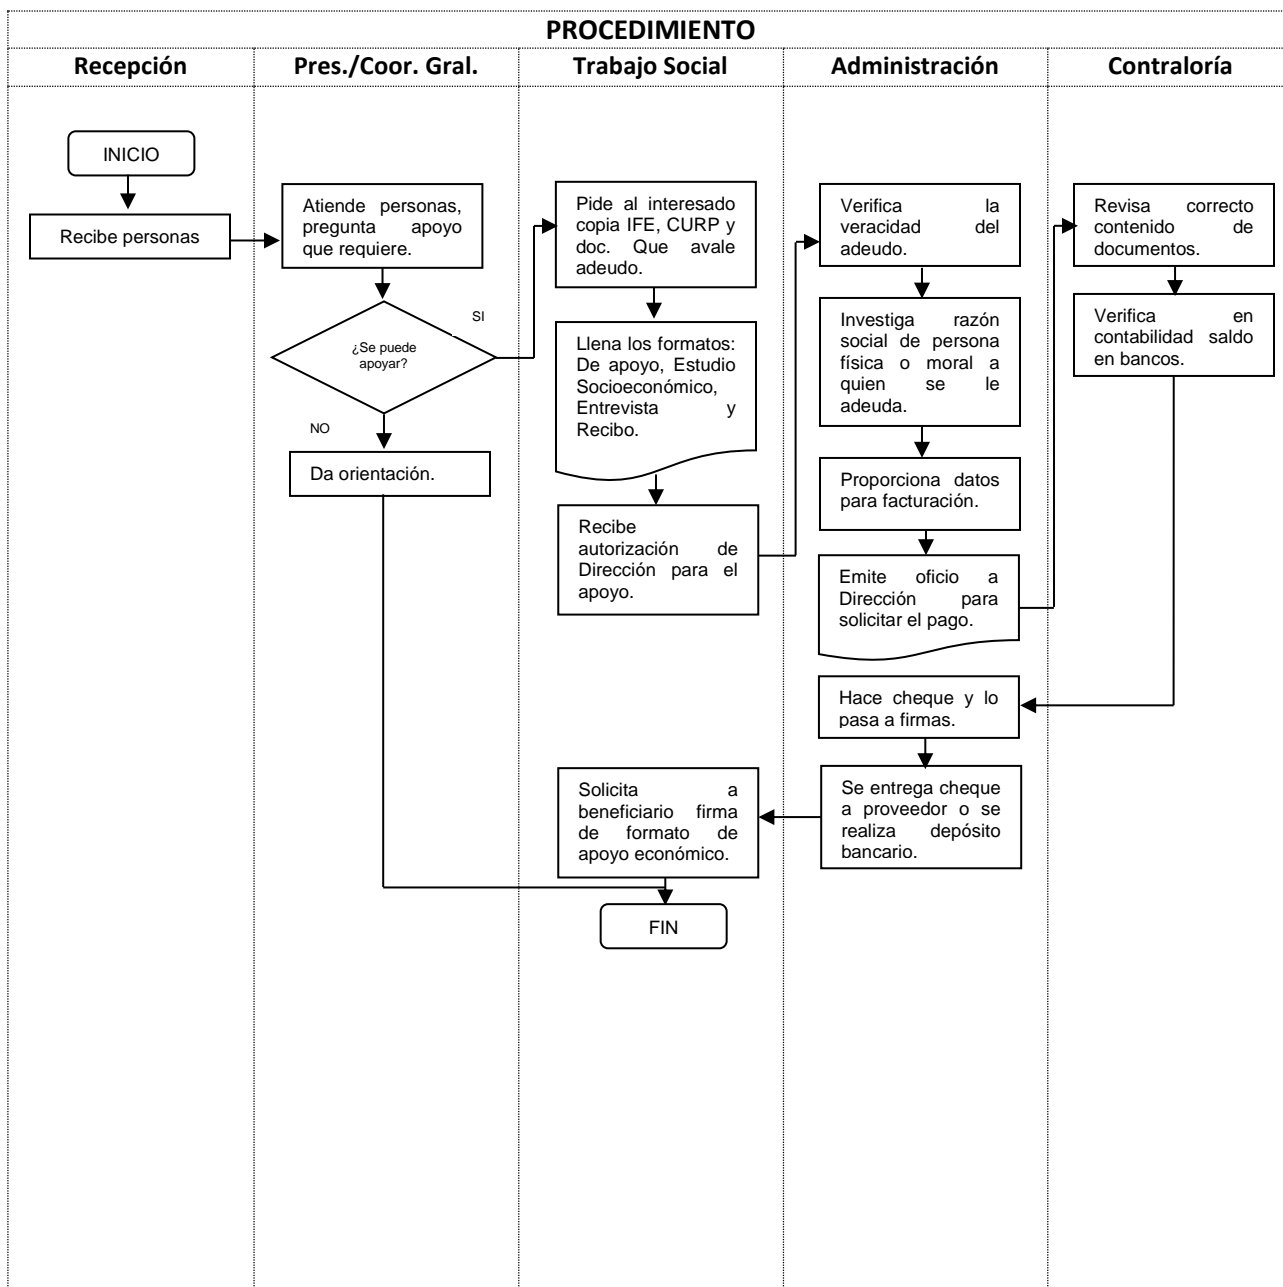 PROCEDIMIENTO
Recepción
Pres./Coor. Gral.
Trabajo Social
Administración
Contraloría
INICIO
Recibe personas
Atiende personas,
pregunta apoyo
que requiere.
¿Se puede
apoyar?
SI
NO
Da orientación.
Pide al interesado
copia IFE, CURP y
doc. Que avale
adeudo.
Llena los formatos:
De apoyo, Estudio
Socioeconómico,
Entrevista y
Recibo.
Recibe
autorización de
Dirección para el
apoyo.
Verifica la
veracidad del
adeudo.
Investiga razón
social de persona
física o moral a
quien se le
adeuda.
Proporciona datos
para facturación.
Emite oficio a
Dirección para
solicitar el pago.
Revisa correcto
contenido de
documentos.
Verifica en
contabilidad saldo
en bancos.
Hace cheque y lo
pasa a firmas.
Se entrega cheque
a proveedor o se
realiza depósito
bancario.
Solicita a
beneficiario firma
de formato de
apoyo económico.
FIN